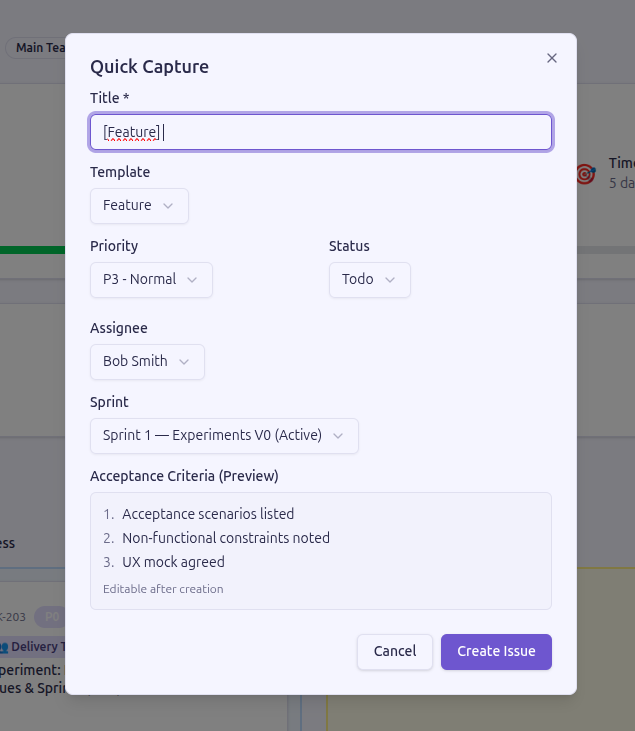 Main Tea
Quick Capture
Title *
[Feature]
Template
Feature
Priority
Status
P3 - Normal
Todo
Assignee
Bob Smith
Sprint
Sprint 1 — Experiments V0 (Active)
Acceptance Criteria (Preview)
1. Acceptance scenarios listed
2. Non-functional constraints noted
3. UX mock agreed
Editable after creation
Cancel
Create Issue
Time
5 da
ess
K-203
P0
Delivery T
periment:
ues & Sprin